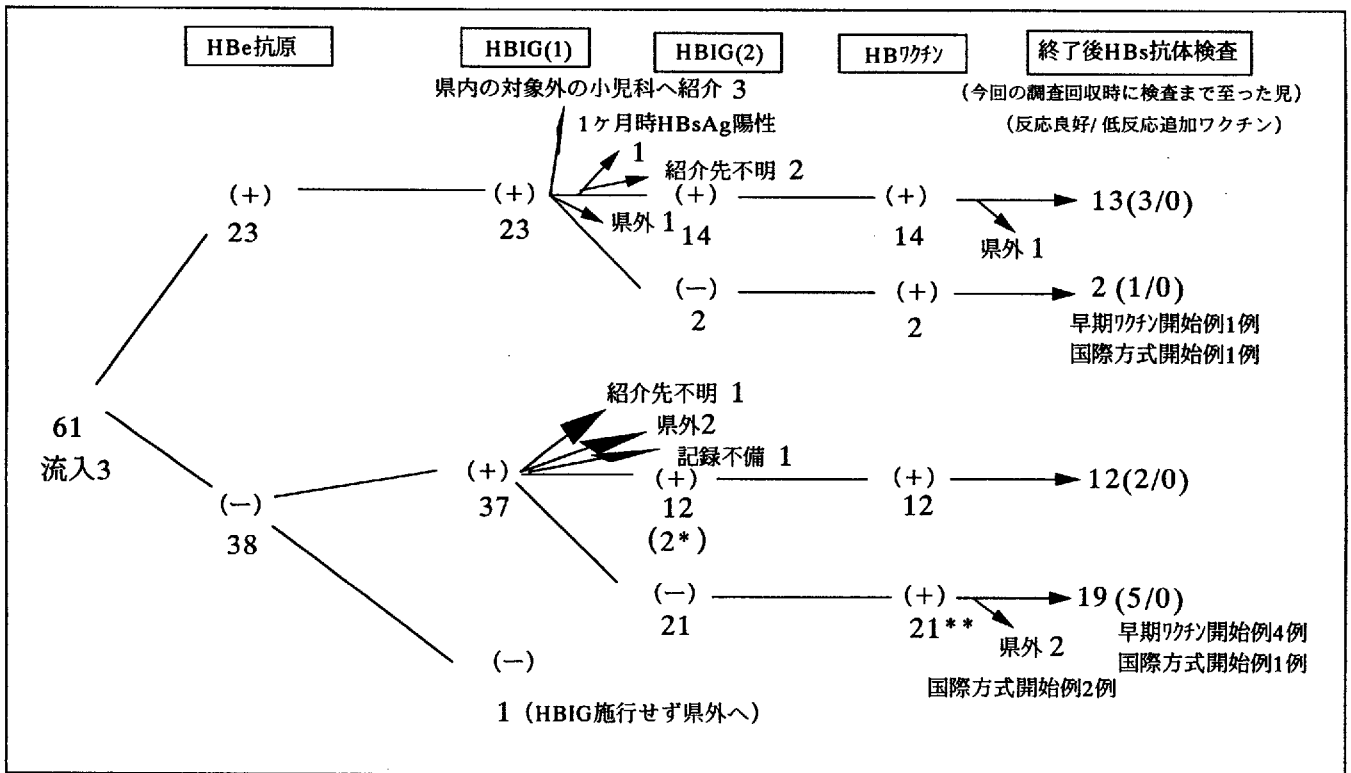 HBe抗原
HBIG(1)
HBIG(2)
HBワクチン
終了後HBs抗体検査
(今回の調査回収時に検査まで至った児)
(反応良好/低反応追加ワクチン)
県内の対象外の小児科へ紹介 3
1ヶ月時HBsAg陽性
1
紹介先不明 2
県外 1
(+)
23
(+)
23
(+)
14
(+)
14
県外 1
13(3/0)
(−)
2
(+)
2
2 (1/0)
早期ワクチン開始例1例
国際方式開始例1例
61
流入3
紹介先不明 1
県外2
記録不備 1
(−)
38
(+)
37
(+)
12
(2*)
(+)
12
12(2/0)
(−)
21
(+)
21**
県外 2
国際方式開始例2例
19 (5/0)
早期ワクチン開始例4例
国際方式開始例1例
(−)
1 (HBIG施行せず県外へ)